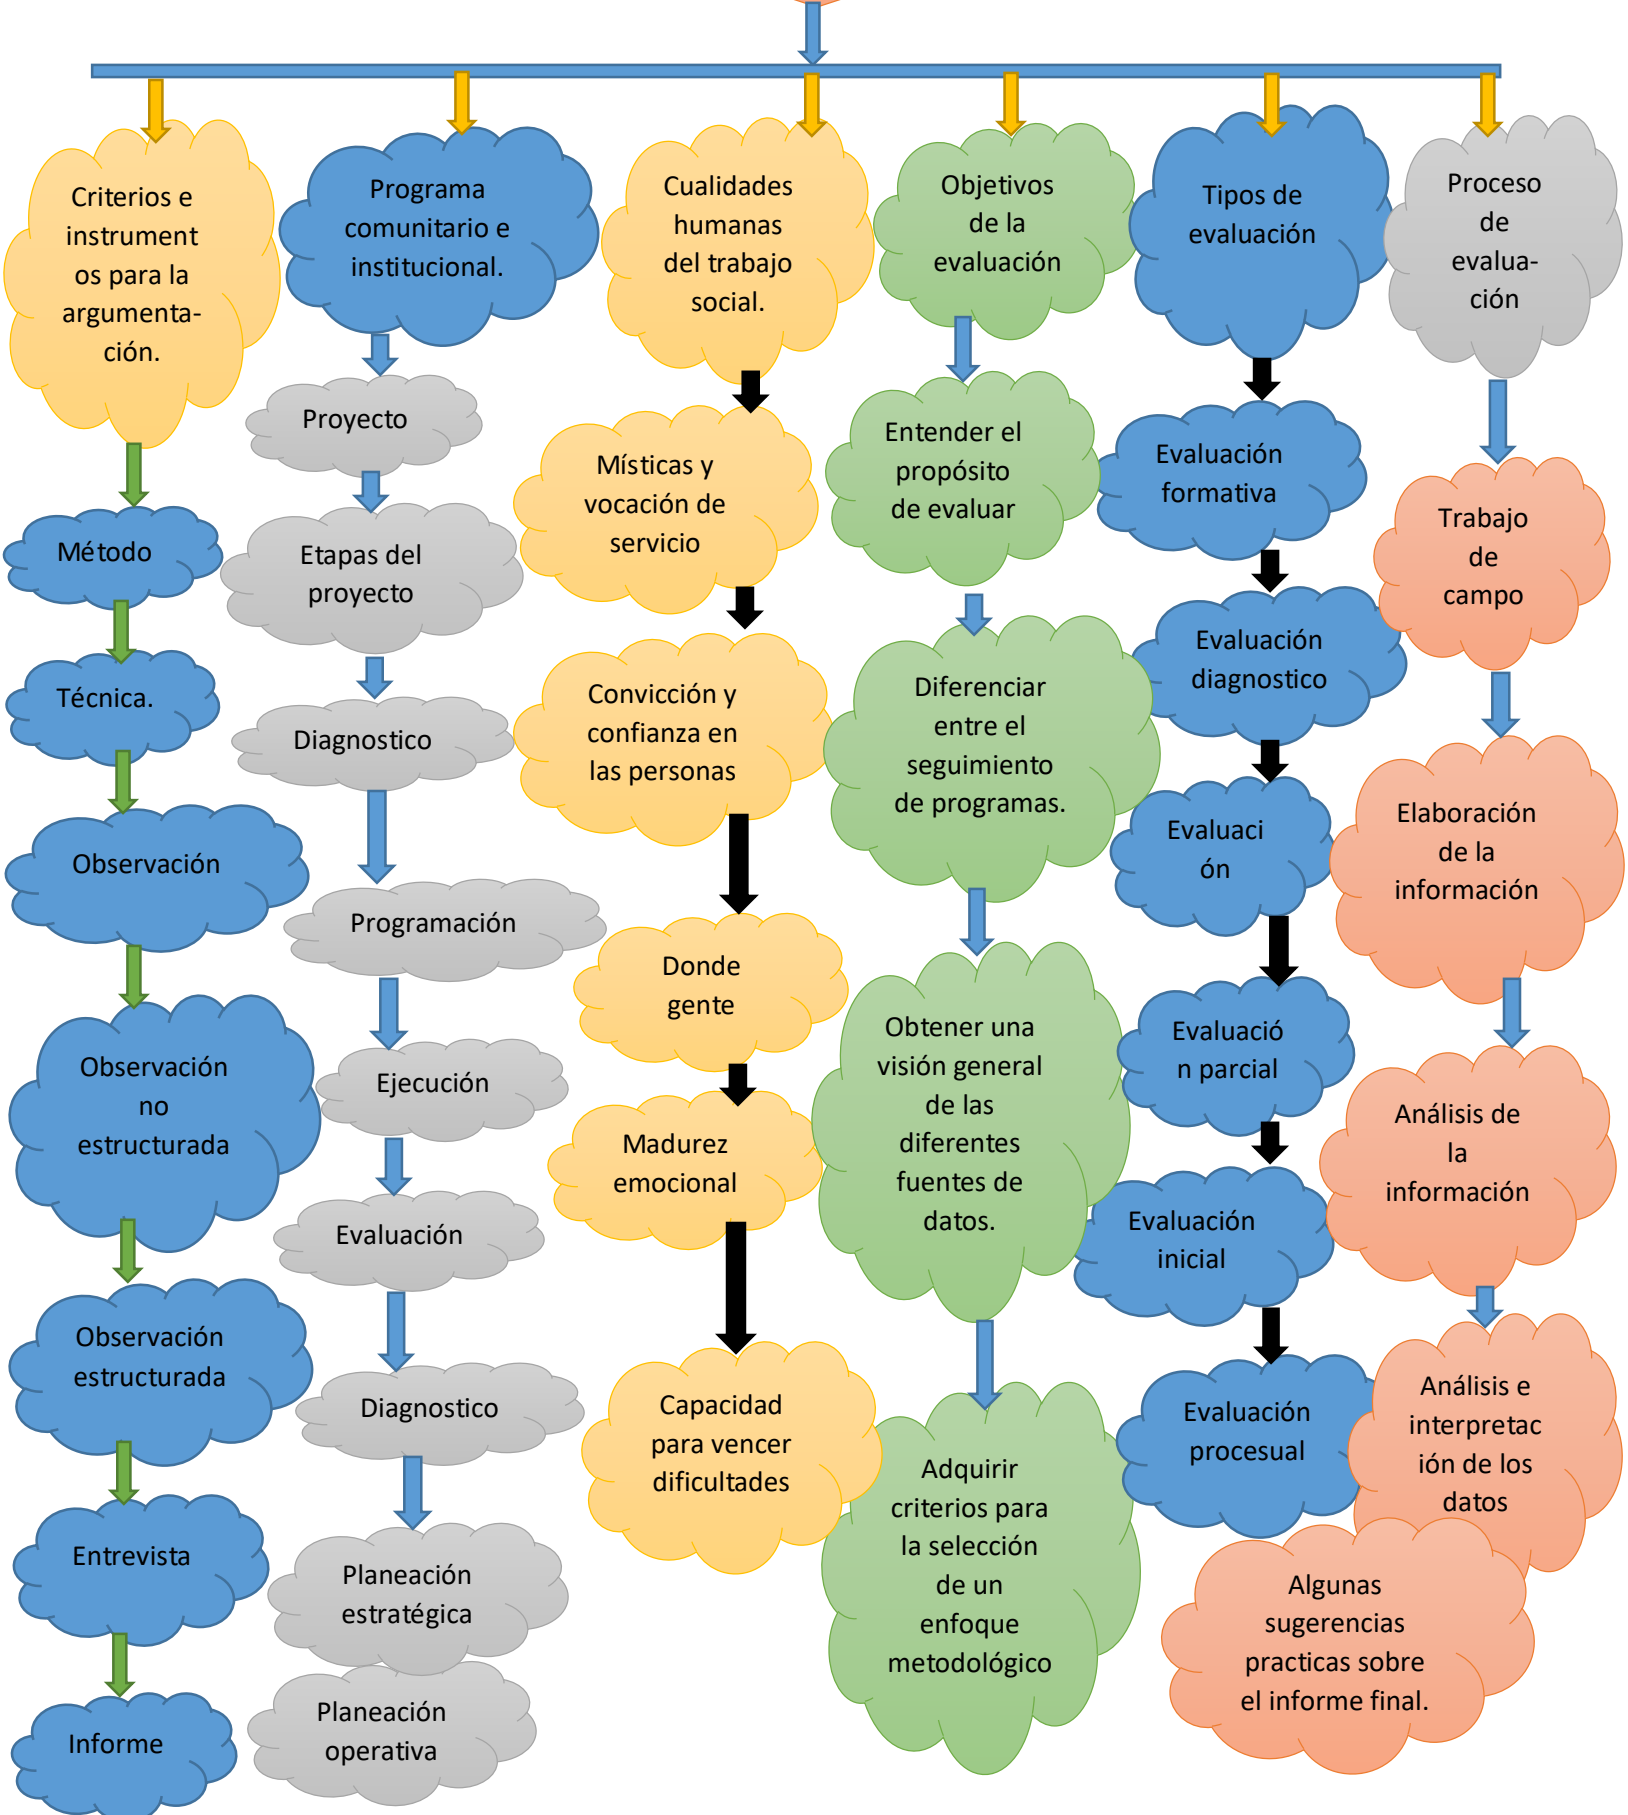 Criterios e
instrument
os para la
argumenta-
ción.
Método
Técnica.
Observación
Observación
no
estructurada
Observación
estructurada
Entrevista
Informe
Programa
comunitario e
institucional.
Proyecto
Etapas del
proyecto
Diagnostico
Programación
Ejecución
Evaluación
Diagnostico
Planeación
estratégica
Planeación
operativa
Cualidades
humanas
del trabajo
social.
Místicas y
vocación de
servicio
Convicción y
confianza en
las personas
Donde
gente
Madurez
emocional
Capacidad
para vencer
dificultades
Objetivos
de la
evaluación
Entender el
propósito
de evaluar
Diferenciar
entre el
seguimiento
de programas.
Obtener una
visión general
de las
diferentes
fuentes de
datos.
Adquirir
criterios para
la selección
de un
enfoque
metodológico
Tipos de
evaluación
Evaluación
formativa
Evaluación
diagnostico
Evaluaci
ón
Evaluació
n parcial
Evaluación
inicial
Evaluación
procesual
Proceso
de
evalua-
ción
Trabajo
de
campo
Elaboración
de la
información
Análisis de
la
información
Análisis e
interpretac
ión de los
datos
Algunas
sugerencias
practicas sobre
el informe final.